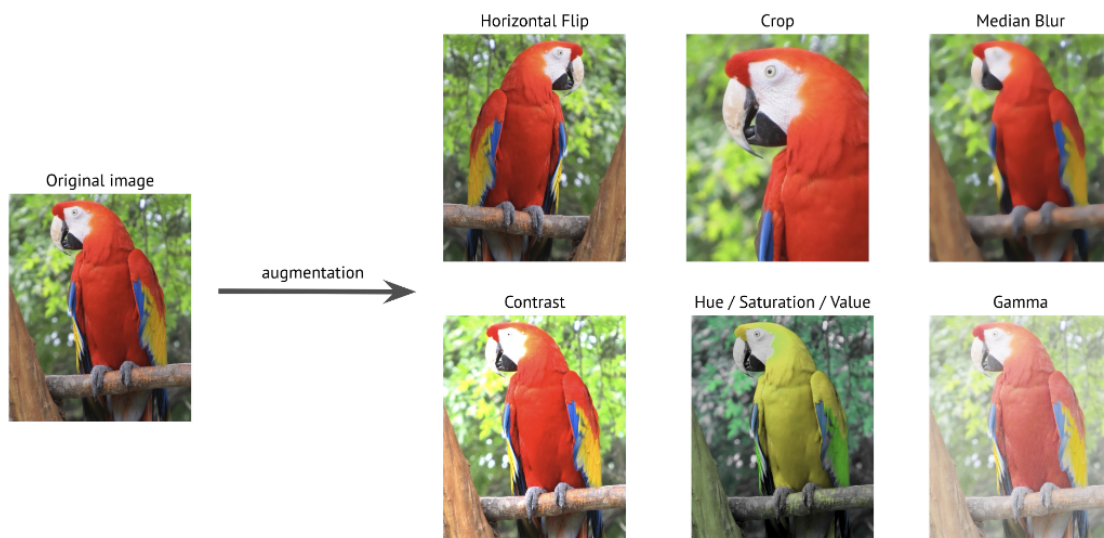 Horizontal Flip
Crop
Median Blur
Original image
augmentation
Contrast
Hue / Saturation / Value
Gamma